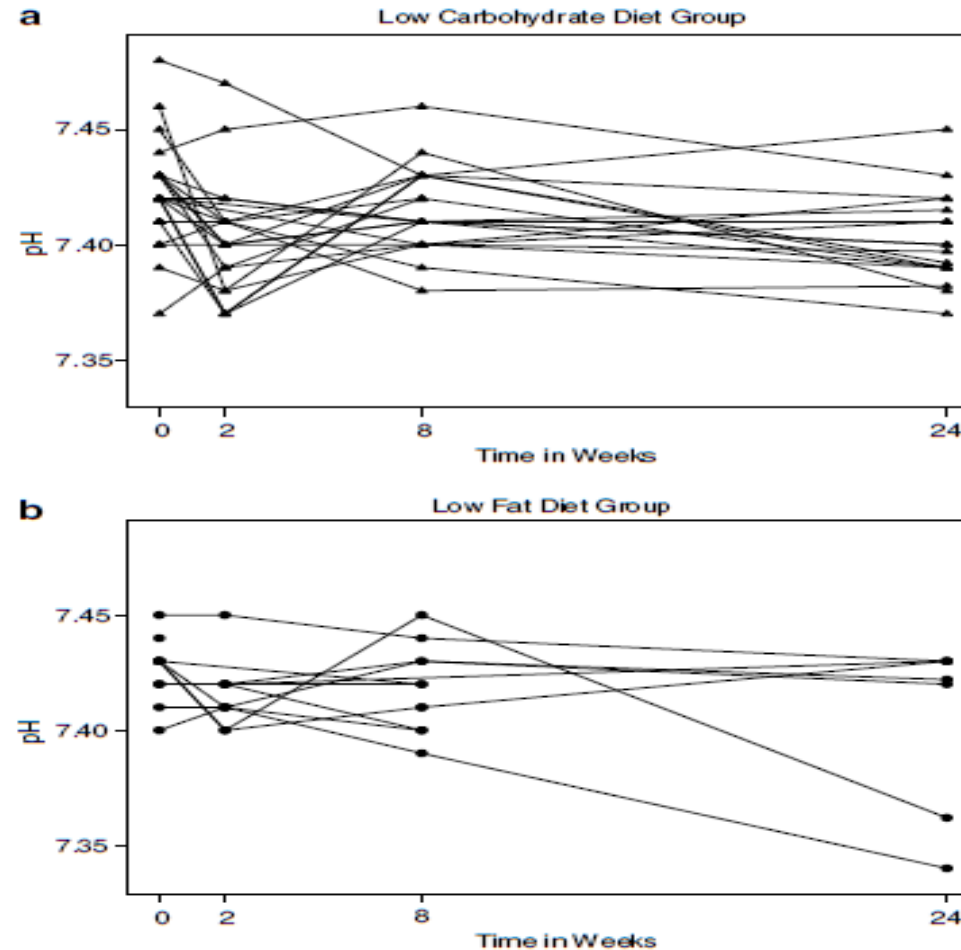 a
Low Carbohydrate Diet Group
7.45
7.40
7.35
pH
0 2 8 24
Time in Weeks
b
Low Fat Diet Group
7.45
7.40
7.35
pH
0 2 8 24
Time in Weeks